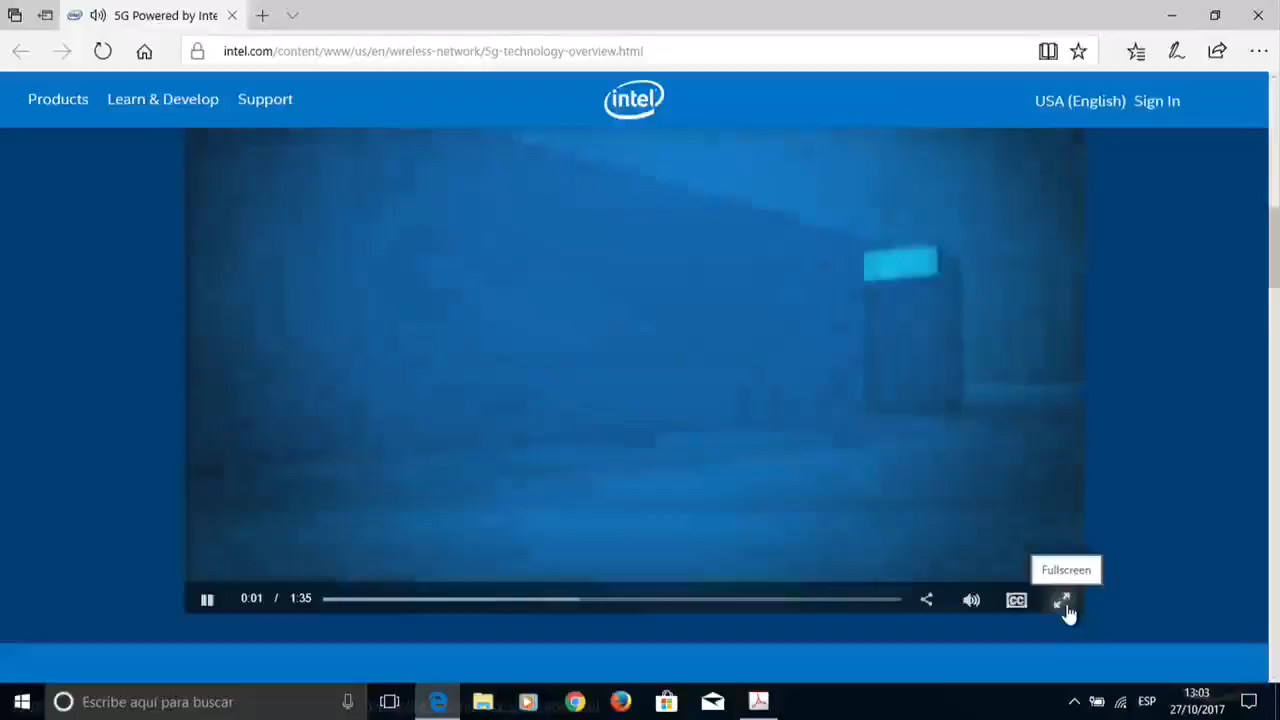 5G Powered by Inte
intel.com/content/www/us/en/wireless-network/5g-technology-overview.html
Products Learn & Develop Support
intel
USA (English) Sign In
Fullscreen
0:01 / 1:35
CC
Escribe aquí para buscar
ESP
13:03
27/10/2017